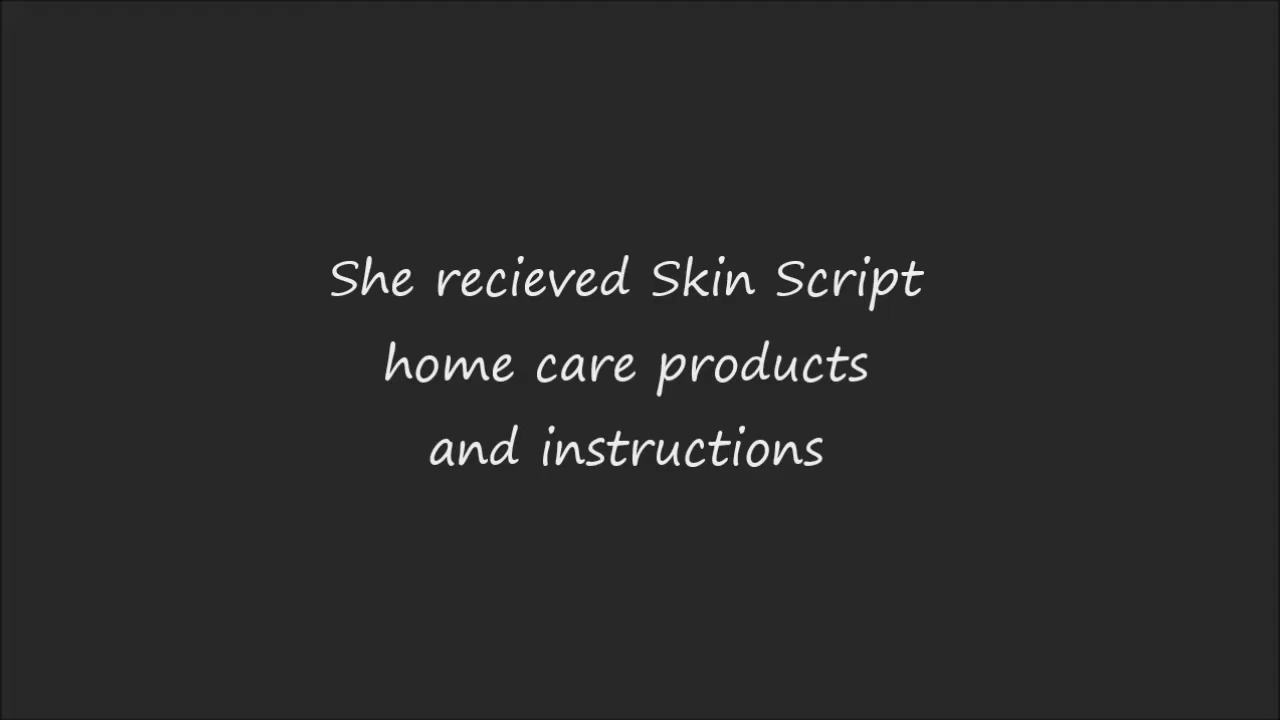 She recieved Skin Script
home care products
and instructions